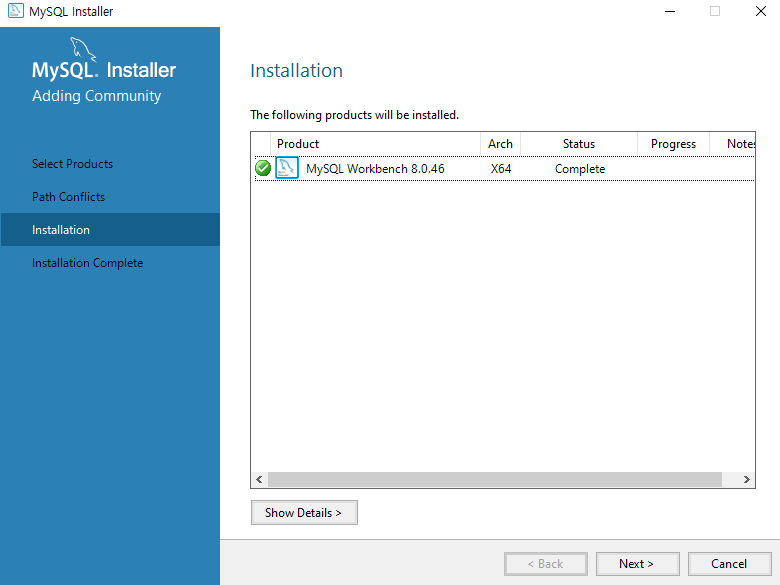 MySQL Installer
MySQL. Installer
Adding Community
Select Products
Path Conflicts
Installation
Installation Complete
Installation
The following products will be installed.
Product Arch Status Progress Notes
MySQL Workbench 8.0.46 X64 Complete
Show Details >
< Back Next > Cancel